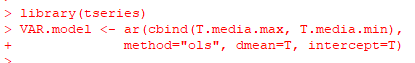 > library(tseries)
> VAR.model <- ar(cbind(T.media.max, T.media.min),
+ method="ols", dmean=T, intercept=T)
>